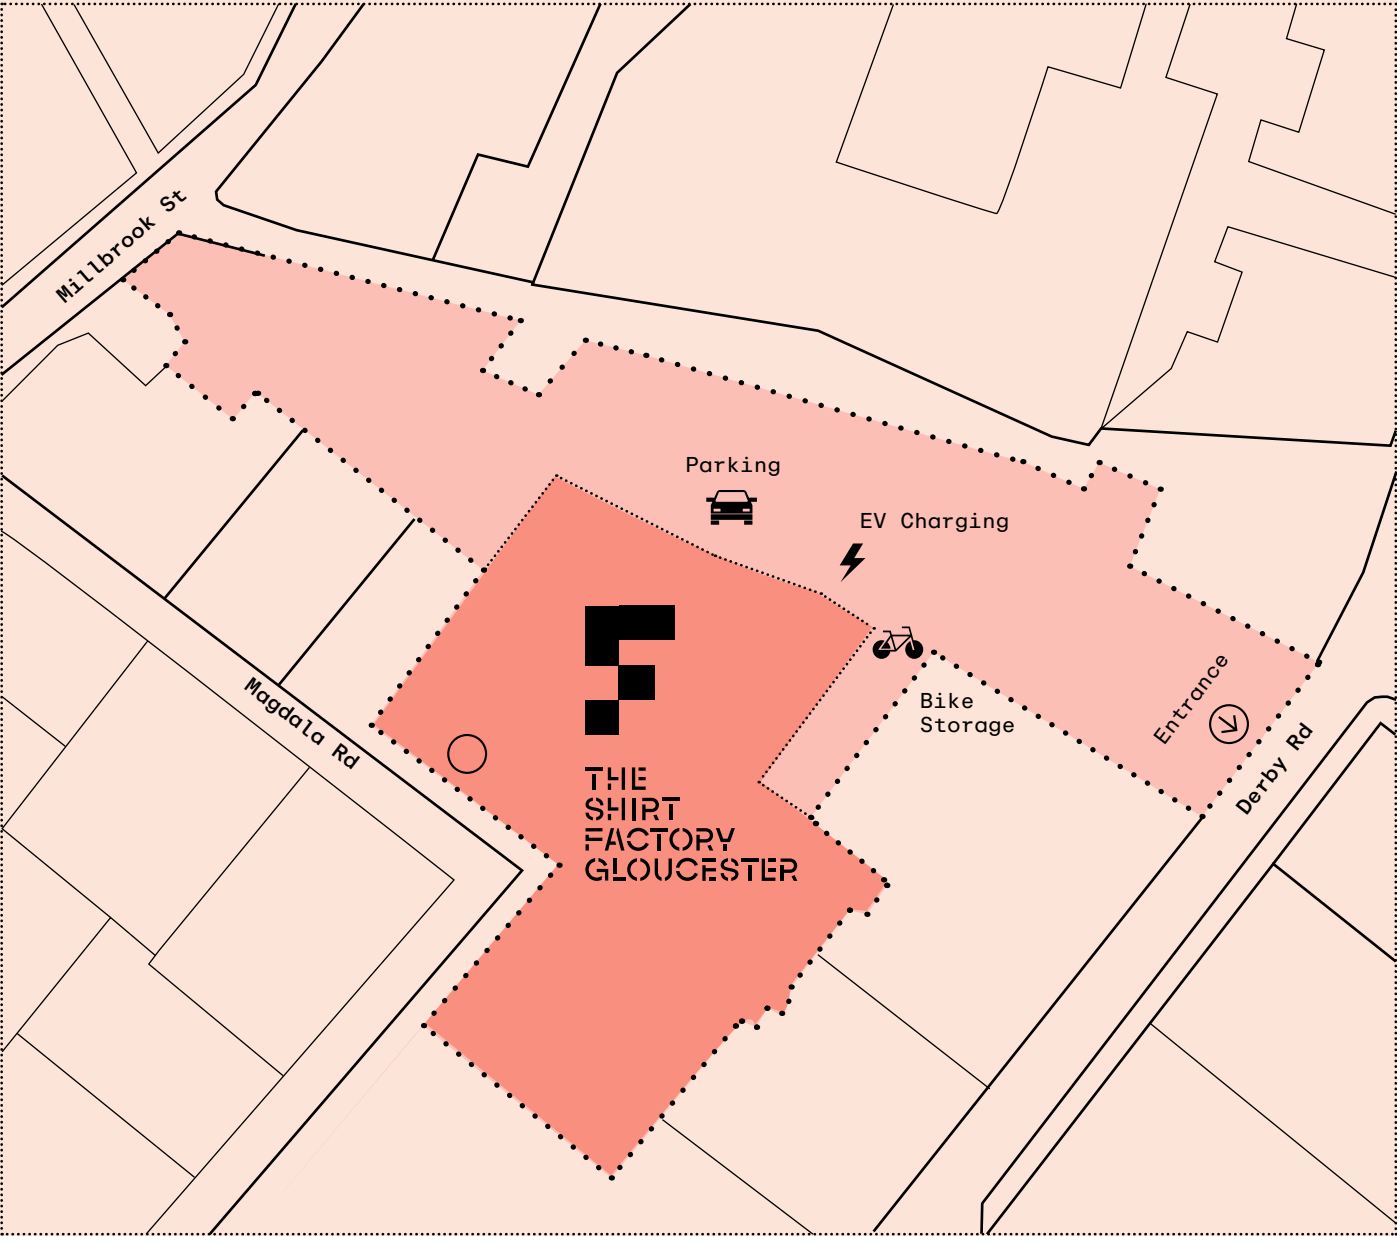 Millbrook St
Parking
EV Charging
Bike
Storage
Entrance
Derby Rd
Magdala Rd
THE
SHIRT
FACTORY
GLOUCESTER